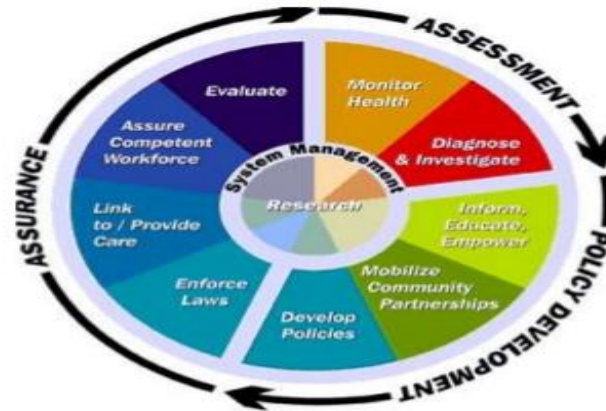 ASSESSMENT
Monitor
Health
Diagnose
& Investigate
POLICY DEVELOPMENT
Inform,
Educate,
Empower
Mobilize
Community
Partnerships
Develop
Policies
ASSURANCE
Enforce
Laws
Link
to / Provide
Care
Assure
Competent
Workforce
Evaluate
System Management
Research